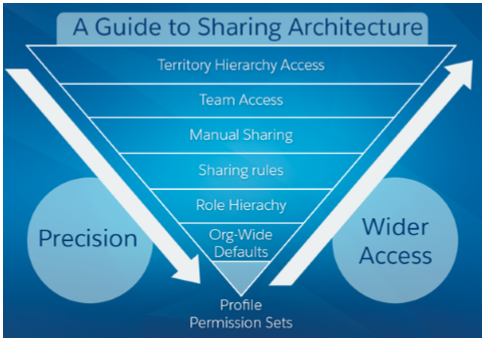 A Guide to Sharing Architecture
Territory Hierarchy Access
Team Access
Manual Sharing
Sharing rules
Role Hierachy
Org-Wide
Defaults
Precision
Wider
Access
Profile
Permission Sets